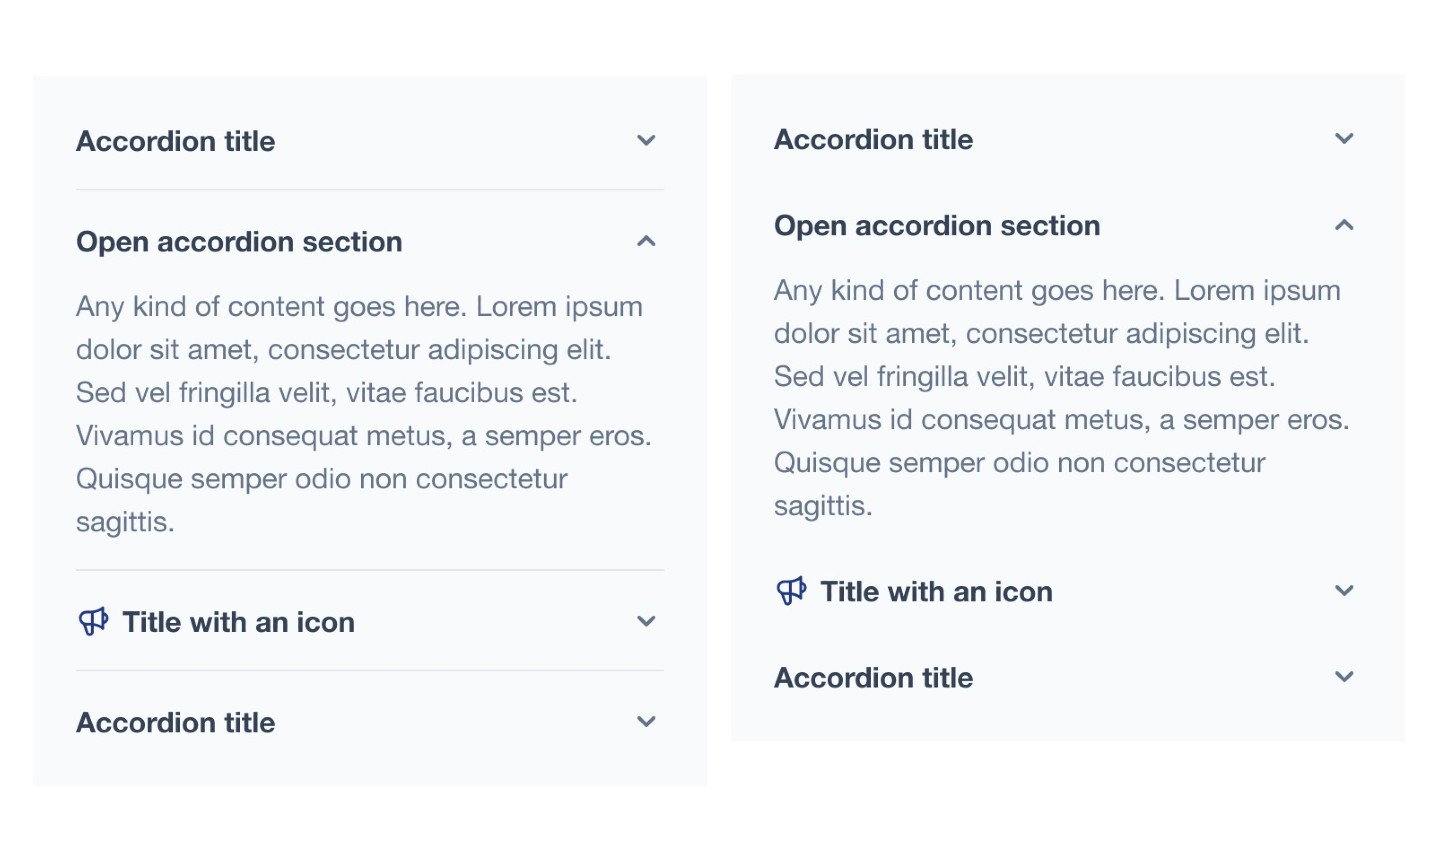 Accordion title
Open accordion section
Any kind of content goes here. Lorem ipsum
dolor sit amet, consectetur adipiscing elit.
Sed vel fringilla velit, vitae faucibus est.
Vivamus id consequat metus, a semper eros.
Quisque semper odio non consectetur
sagittis.
Title with an icon
Accordion title
Accordion title
Open accordion section
Any kind of content goes here. Lorem ipsum
dolor sit amet, consectetur adipiscing elit.
Sed vel fringilla velit, vitae faucibus est.
Vivamus id consequat metus, a semper eros.
Quisque semper odio non consectetur
sagittis.
Title with an icon
Accordion title